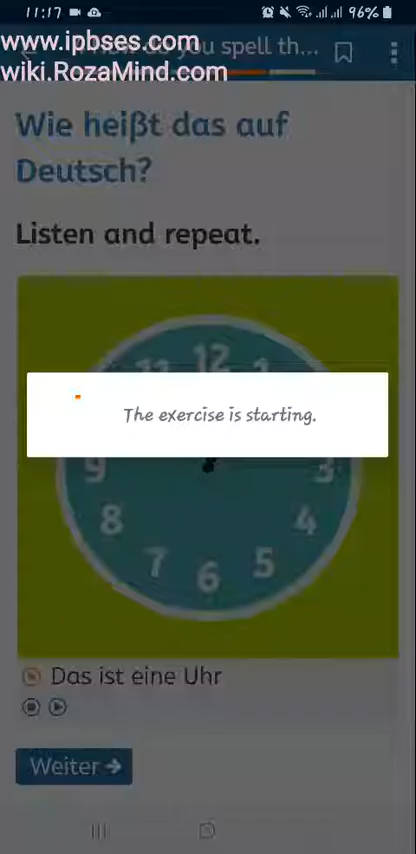 11:17 96%
www.ipbses.com
do you spell th...
wiki.RozaMind.com
Wie heißt das auf
Deutsch?
Listen and repeat.
11 12 1
The exercise is starting.
9 3
8 4
7 6 5
Das ist eine Uhr
Weiter